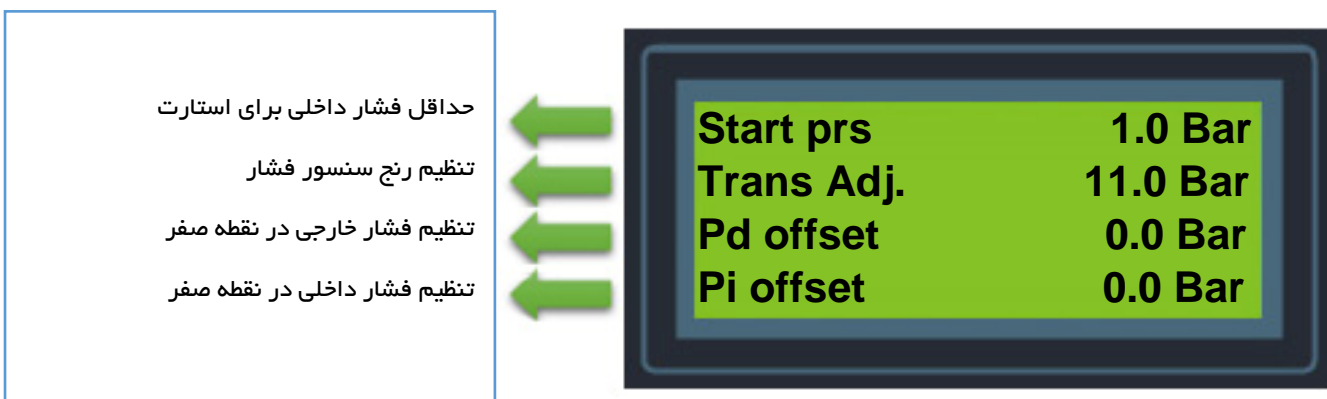 حداقل فشار داخلی برای استارت
تنظیم رنج سنسور فشار
تنظیم فشار خارجی در نقطه صفر
تنظیم فشار داخلی در نقطه صفر
Start prs 1.0 Bar
Trans Adj. 11.0 Bar
Pd offset 0.0 Bar
Pi offset 0.0 Bar